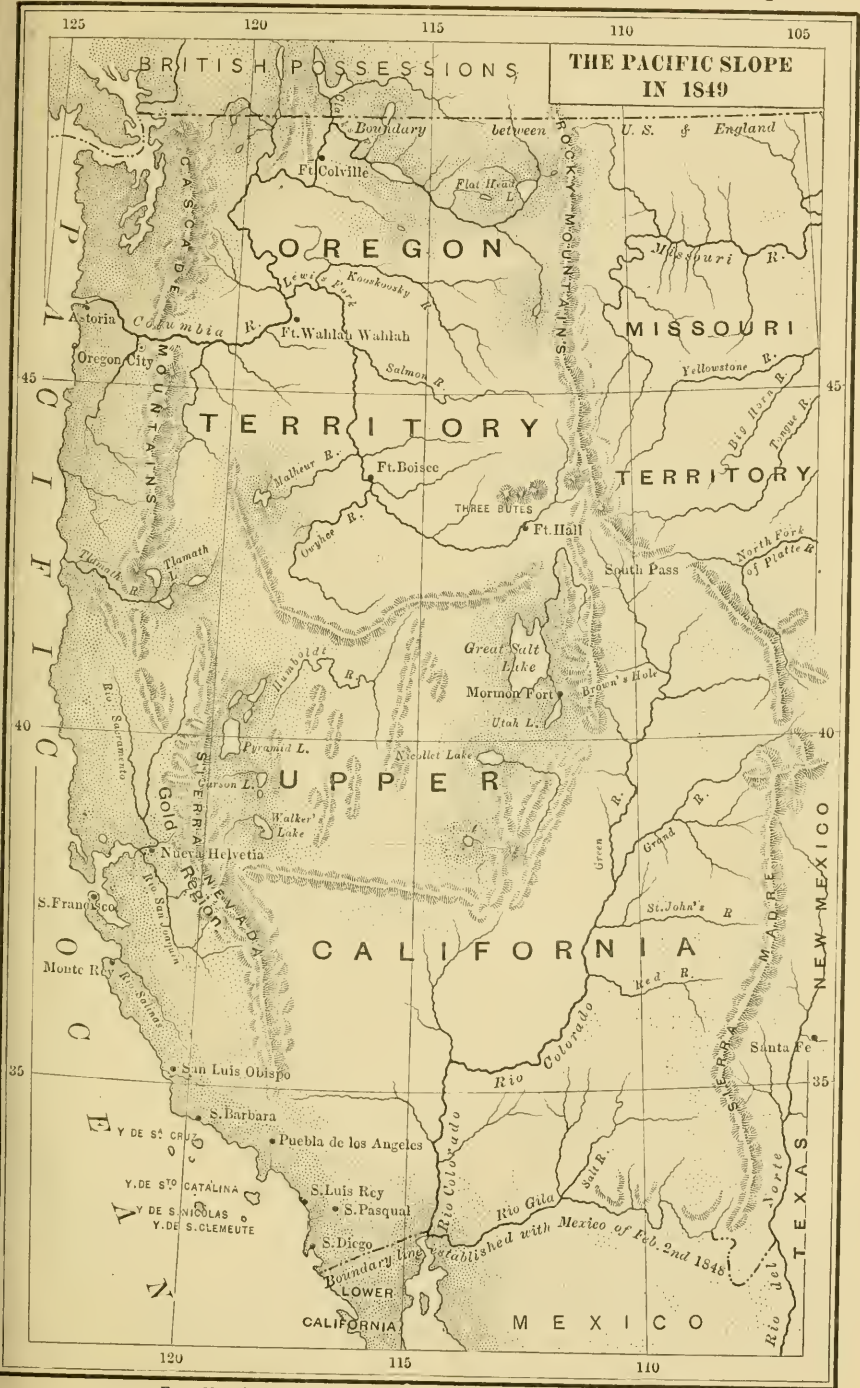 125 120 115 110 105
THE PACIFIC SLOPE
IN 1849
BRITISH POSSESSIONS
Boundary between U. S. & England
Ft. Colville
Flat Head
L
CASCADE
MOUNTAINS
ROCKY MOUNTAINS
OREGON
TERRITORY
Missouri R.
Lewis Fork
Kooskoosky R
Astoria
Columbia R.
Ft. Wahlah Wahlah
MISSOURI
TERRITORY
Oregon City
45
45
Salmon R.
Yellowstone R.
Big Horn R.
Tongue R.
Malheur R.
Ft. Boisee
THREE BUTES
Owyhee R.
Ft. Hall
South Pass
North Fork
of Platte R
Tlamath R
Tlamath
L
Great Salt
Lake
Humboldt R
Mormon Fort
Brown's Hole
Utah L.
Rio Sacramento
40
40
Pyramid L.
Nicollet Lake
Carson L.
UPPER
CALIFORNIA
Walker's
Lake
SIERRA NEVADA
Gold Region
Green R.
Grand R.
Nueva Helvetia
Rio San Joaquin
S. Francisco
St. John's R
Monte Rey
Rio Salinas
Red R.
SIERRA MADRE
NEW MEXICO
Santa Fe
35
35
San Luis Obispo
Rio Colorado
S. Barbara
Y DE Sᴬ CRUZ
Puebla de los Angeles
Rio Colorado
Y. DE Sᵀᴼ CATALINA
Y DE S. NICOLAS
Y. DE S. CLEMEUTE
S. Luis Rey
S. Pasqual
S. Diego
Rio Gila
Salt R.
Boundary line established with Mexico of Feb. 2nd 1848
LOWER
CALIFORNIA
MEXICO
TEXAS
Rio del Norte
PACIFIC OCEAN
120 115 110